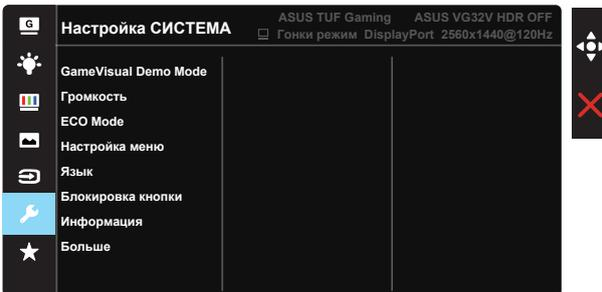 G
Настройка СИСТЕМА
ASUS TUF Gaming ASUS VG32V HDR OFF
Гонки режим DisplayPort 2560x1440@120Hz
GameVisual Demo Mode
Громкость
ECO Mode
Настройка меню
Язык
Блокировка кнопки
Информация
Больше